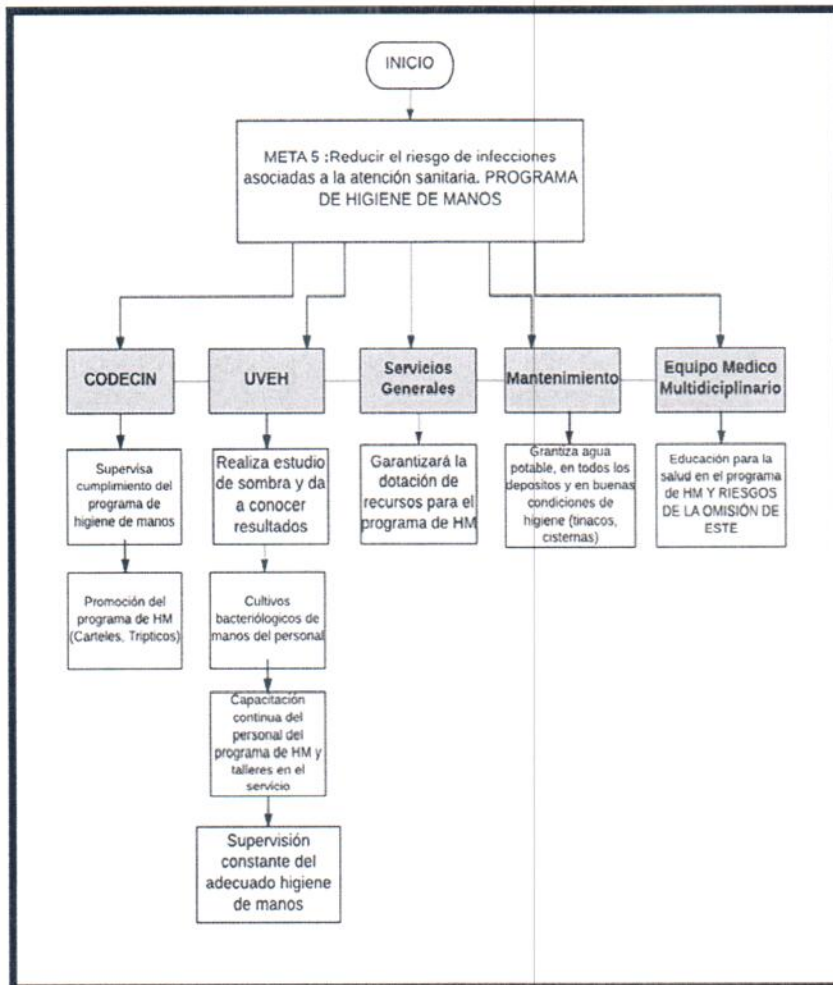 INICIO
META 5 :Reducir el riesgo de infecciones
asociadas a la atención sanitaria. PROGRAMA
DE HIGIENE DE MANOS
CODECIN
UVEH
Servicios
Generales
Mantenimiento
Equipo Medico
Multidiciplinario
Supervisa
cumplimiento del
programa de
higiene de manos
Realiza estudio
de sombra y da
a conocer
resultados
Garantizará la
dotación de
recursos para el
programa de HM
Grantiza agua
potable, en todos los
depositos y en buenas
condiciones de
higiene (tinacos,
cisternas)
Educación para la
salud en el programa
de HM Y RIESGOS
DE LA OMISIÓN DE
ESTE
Promoción del
programa de HM
(Carteles, Tripticos)
Cultivos
bacteriólogicos de
manos del personal
Capacitación
continua del
personal del
programa de HM y
talleres en el
servicio
Supervisión
constante del
adecuado higiene
de manos